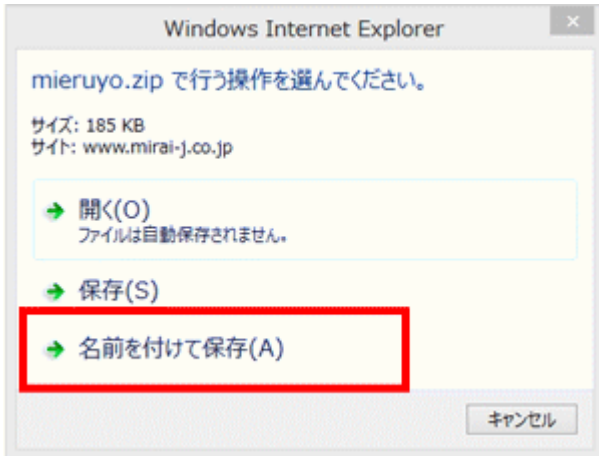 Windows Internet Explorer
mieruyo.zip で行う操作を選んでください。
サイズ: 185 KB
サイト: www.mirai-j.co.jp
開く(O)
ファイルは自動保存されません。
保存(S)
名前を付けて保存(A)
キャンセル